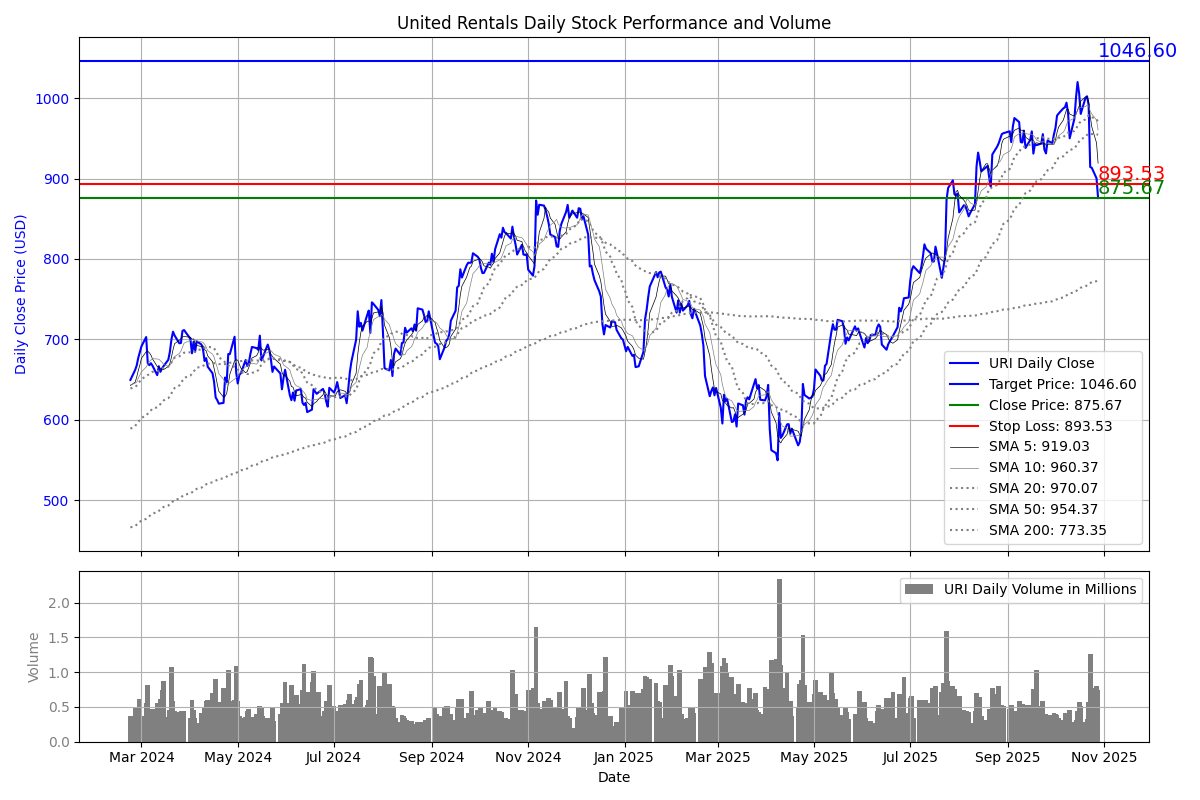 United Rentals Daily Stock Performance and Volume
1046.60
1000
900
893.53
875.67
800
700
600
500
Daily Close Price (USD)
URI Daily Close
Target Price: 1046.60
Close Price: 875.67
Stop Loss: 893.53
SMA 5: 919.03
SMA 10: 960.37
SMA 20: 970.07
SMA 50: 954.37
SMA 200: 773.35
URI Daily Volume in Millions
2.0
1.5
1.0
0.5
0.0
Volume
Mar 2024 May 2024 Jul 2024 Sep 2024 Nov 2024 Jan 2025 Mar 2025 May 2025 Jul 2025 Sep 2025 Nov 2025
Date